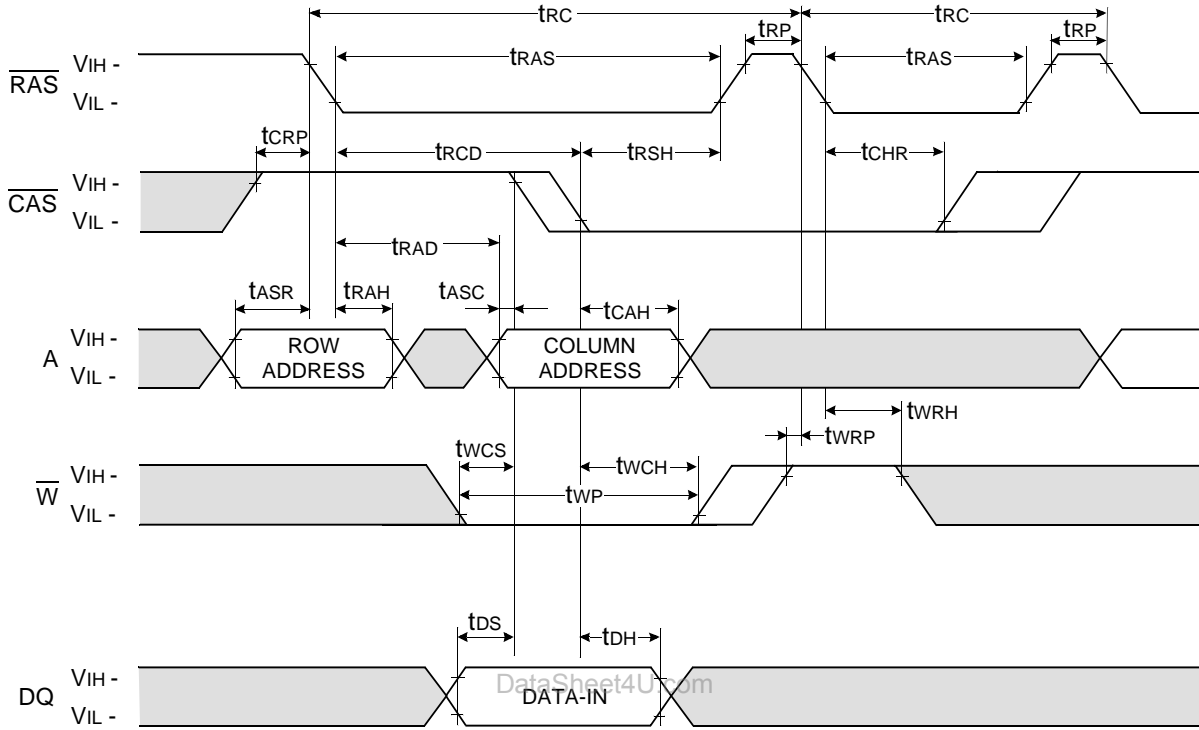 tRC tRC
tRP tRP
tRAS tRAS
RAS VIH -
VIL -
tCRP tRCD tRSH tCHR
CAS VIH -
VIL -
tRAD
tASR tRAH tASC tCAH
A VIH -
VIL -
ROW
ADDRESS
COLUMN
ADDRESS
tWRH
tWRP
tWCS tWCH
W VIH -
VIL -
tWP
tDS tDH
DQ VIH -
VIL -
DATA-IN
DataSheet4U.com